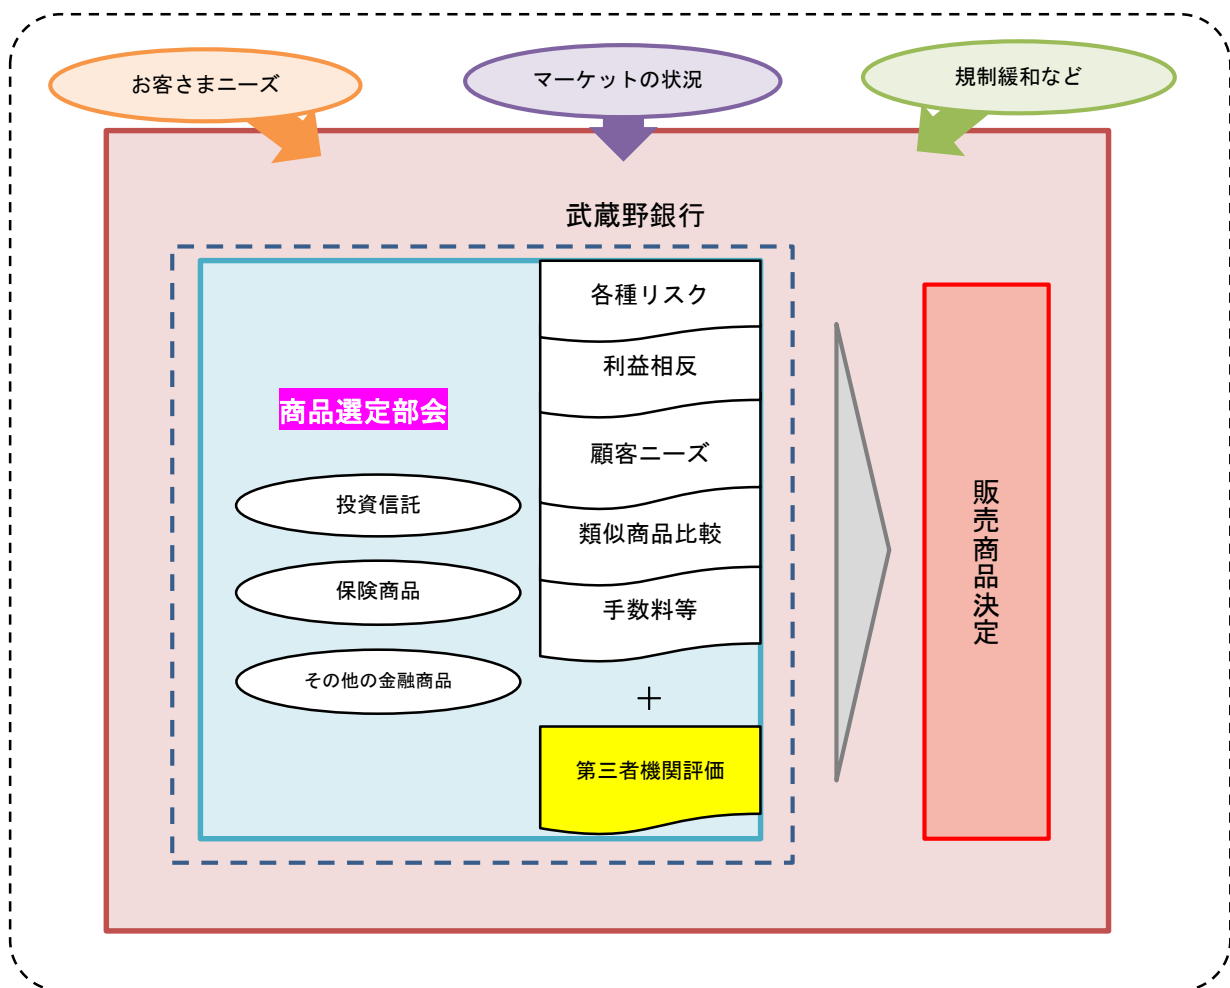 お客さまニーズ
マーケットの状況
規制緩和など
武蔵野銀行
商品選定部会
投資信託
保険商品
その他の金融商品
各種リスク
利益相反
顧客ニーズ
類似商品比較
手数料等
＋
第三者機関評価
販売商品決定